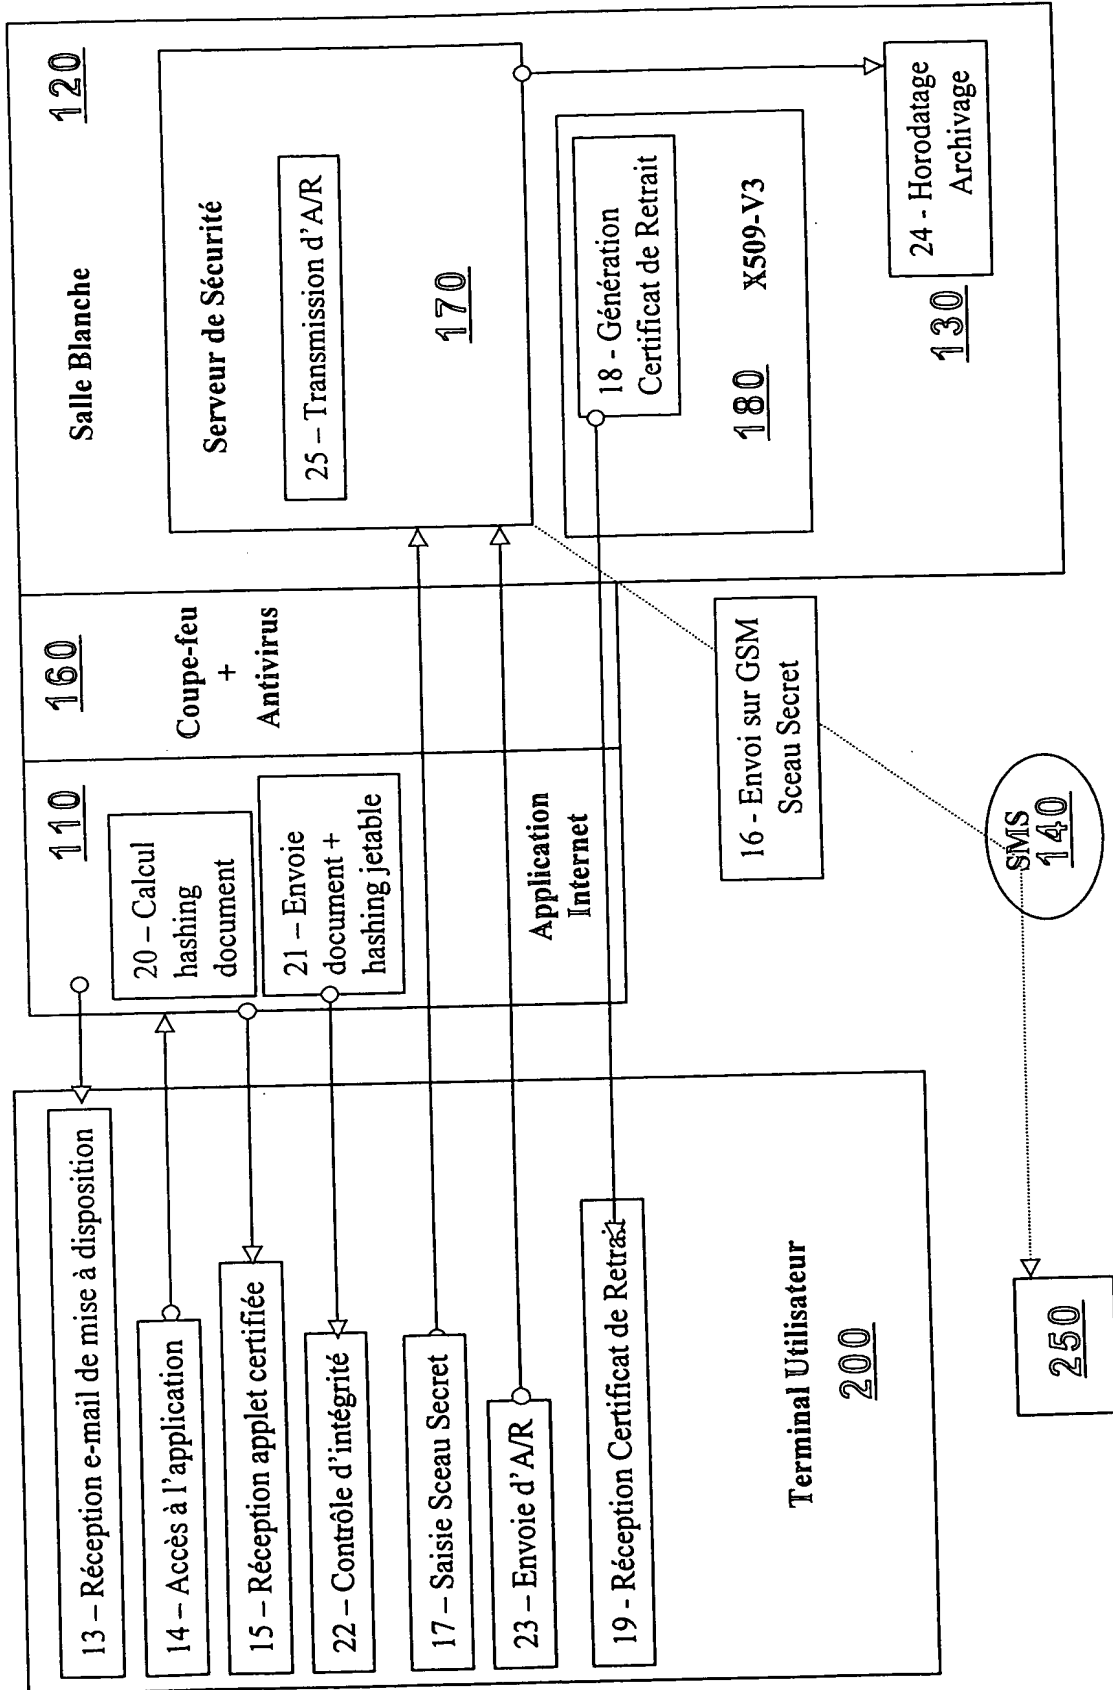 13 – Réception e-mail de mise à disposition
14 – Accès à l'application
15 – Réception applet certifiée
22 – Contrôle d'intégrité
17 – Saisie Sceau Secret
23 – Envoie d'A/R
19 - Réception Certificat de Retrait
Terminal Utilisateur
200
250
110
20 – Calcul
hashing
document
21 – Envoie
document +
hashing jetable
Application
Internet
160
Coupe-feu
+
Antivirus
16 - Envoi sur GSM
Sceau Secret
SMS
140
120
Salle Blanche
Serveur de Sécurité
25 – Transmission d'A/R
170
18 - Génération
Certificat de Retrait
180
X509-V3
130
24 - Horodatage
Archivage